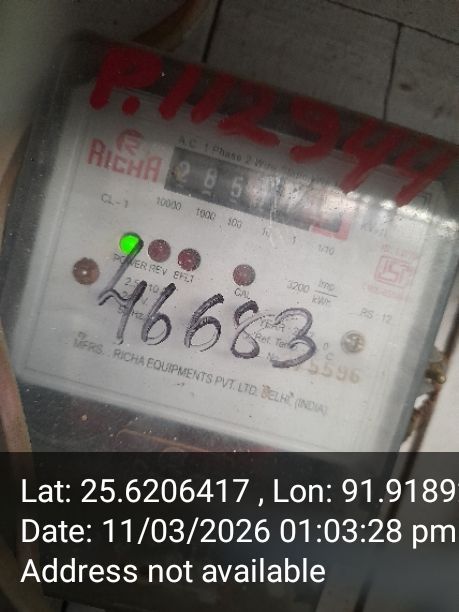 P.112944
RICHA
A.C. 1 Phase 2 Wire
CL-1
10000 1000 100 10 1 1/10
POWER REV EFLT
CAL
3200 imp/kWh
46683
MFRS. : RICHA EQUIPMENTS PVT. LTD. DELHI. (INDIA)
Lat: 25.6206417 , Lon: 91.9189
Date: 11/03/2026 01:03:28 pm
Address not available